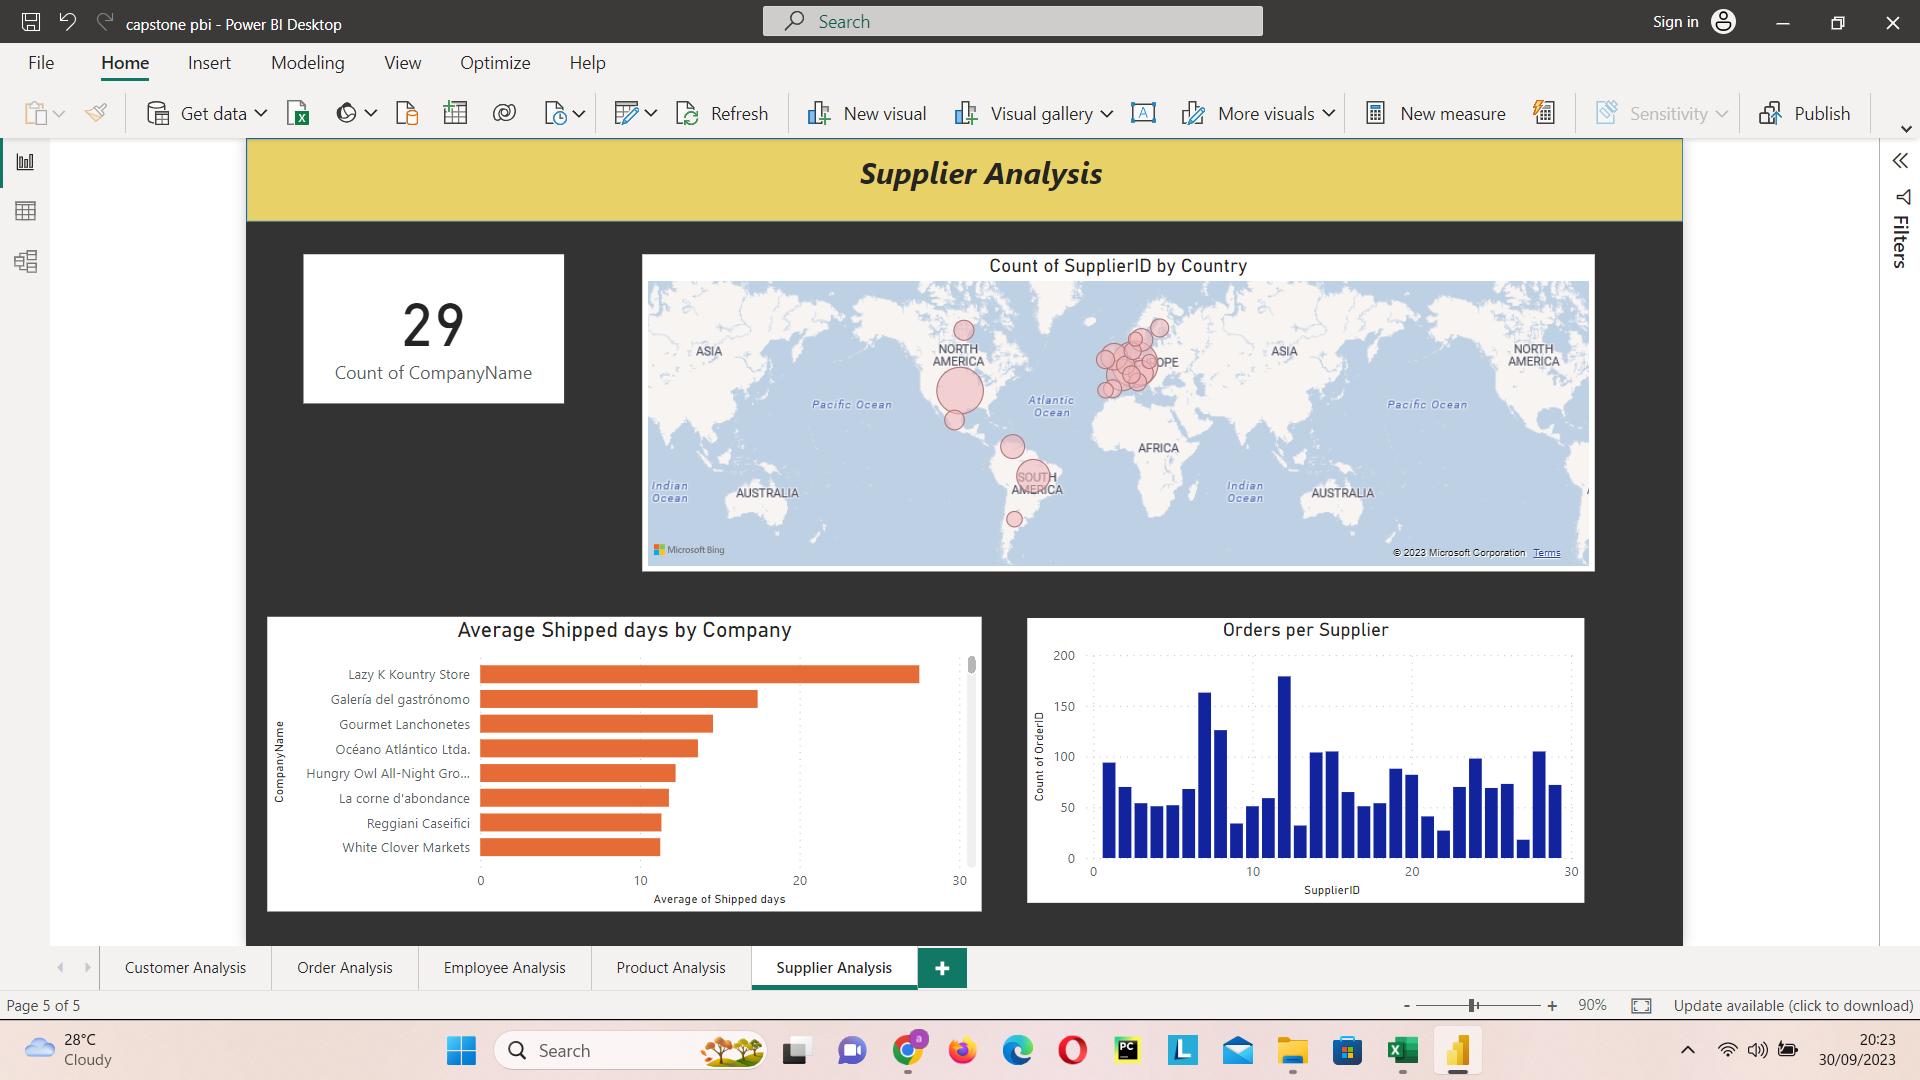 capstone pbi - Power BI Desktop
Search
Sign in
File Home Insert Modeling View Optimize Help
Get data
Refresh
New visual
Visual gallery
A
More visuals
New measure
Sensitivity
Publish
Supplier Analysis
Filters
29
Count of CompanyName
Count of SupplierID by Country
ASIA
NORTH
AMERICA
OPE
ASIA
NORTH
AMERICA
Pacific Ocean
Atlantic
Ocean
Pacific Ocean
AFRICA
Indian
Ocean
AUSTRALIA
SOUTH
AMERICA
Indian
Ocean
AUSTRALIA
Microsoft Bing
© 2023 Microsoft Corporation Terms
Average Shipped days by Company
CompanyName
Lazy K Kountry Store
Galería del gastrónomo
Gourmet Lanchonetes
Océano Atlántico Ltda.
Hungry Owl All-Night Gro...
La corne d'abondance
Reggiani Caseifici
White Clover Markets
0 10 20 30
Average of Shipped days
Orders per Supplier
Count of OrderID
200
150
100
50
0
0 10 20 30
SupplierID
Customer Analysis Order Analysis Employee Analysis Product Analysis Supplier Analysis +
Page 5 of 5
- + 90%
Update available (click to download)
28°C
Cloudy
Search
a
PC
L
20:23
30/09/2023